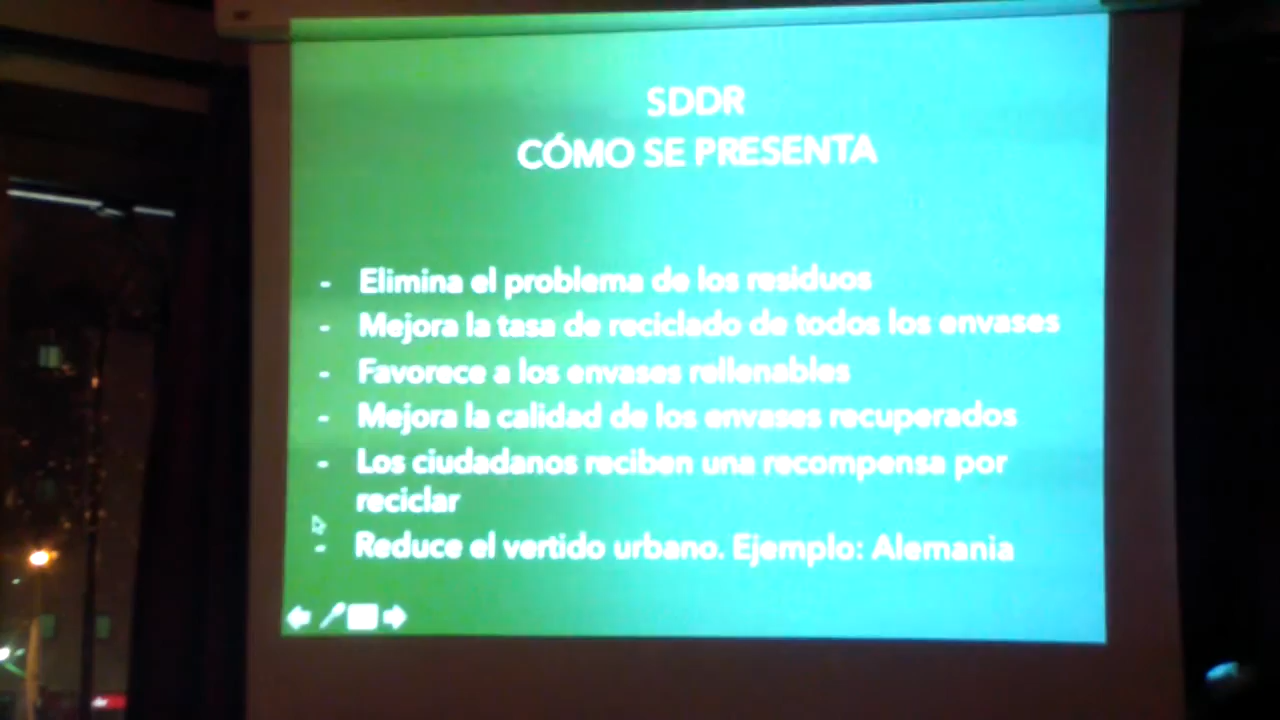 SDDR
CÓMO SE PRESENTA
- Elimina el problema de los residuos
- Mejora la tasa de reciclado de todos los envases
- Favorece a los envases rellenables
- Mejora la calidad de los envases recuperados
- Los ciudadanos reciben una recompensa por
reciclar
- Reduce el vertido urbano. Ejemplo: Alemania